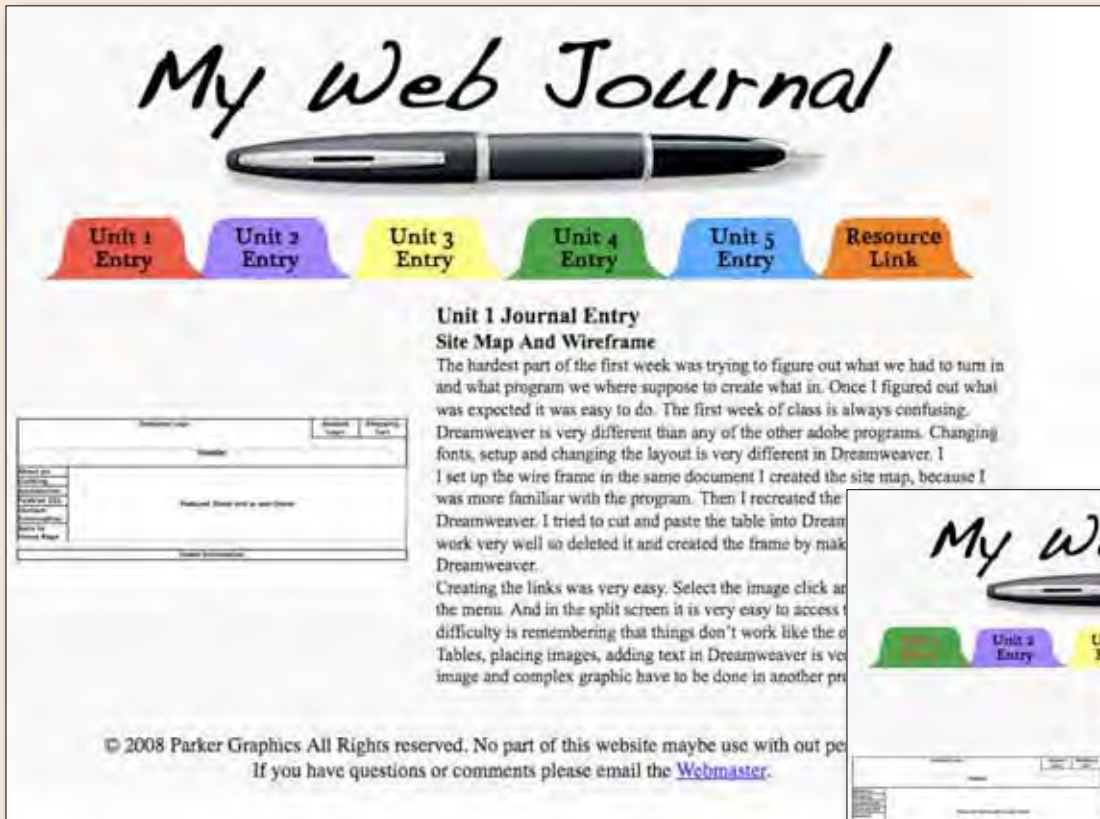 My Web Journal
Unit 1
Entry
Unit 2
Entry
Unit 3
Entry
Unit 4
Entry
Unit 5
Entry
Resource
Link
Unit 1 Journal Entry
Site Map And Wireframe
The hardest part of the first week was trying to figure out what we had to turn in
and what program we where suppose to create what in. Once I figured out what
was expected it was easy to do. The first week of class is always confusing.
Dreamweaver is very different than any of the other adobe programs. Changing
fonts, setup and changing the layout is very different in Dreamweaver. I
I set up the wire frame in the same document I created the site map, because I
was more familiar with the program. Then I recreated the
Dreamweaver. I tried to cut and paste the table into Dream
work very well so deleted it and created the frame by mak
Dreamweaver.
Creating the links was very easy. Select the image click an
the menu. And in the split screen it is very easy to access t
difficulty is remembering that things don't work like the o
Tables, placing images, adding text in Dreamweaver is ve
image and complex graphic have to be done in another pr
© 2008 Parker Graphics All Rights reserved. No part of this website maybe use with out pe
If you have questions or comments please email the Webmaster.
My W
Unit 2
Entry